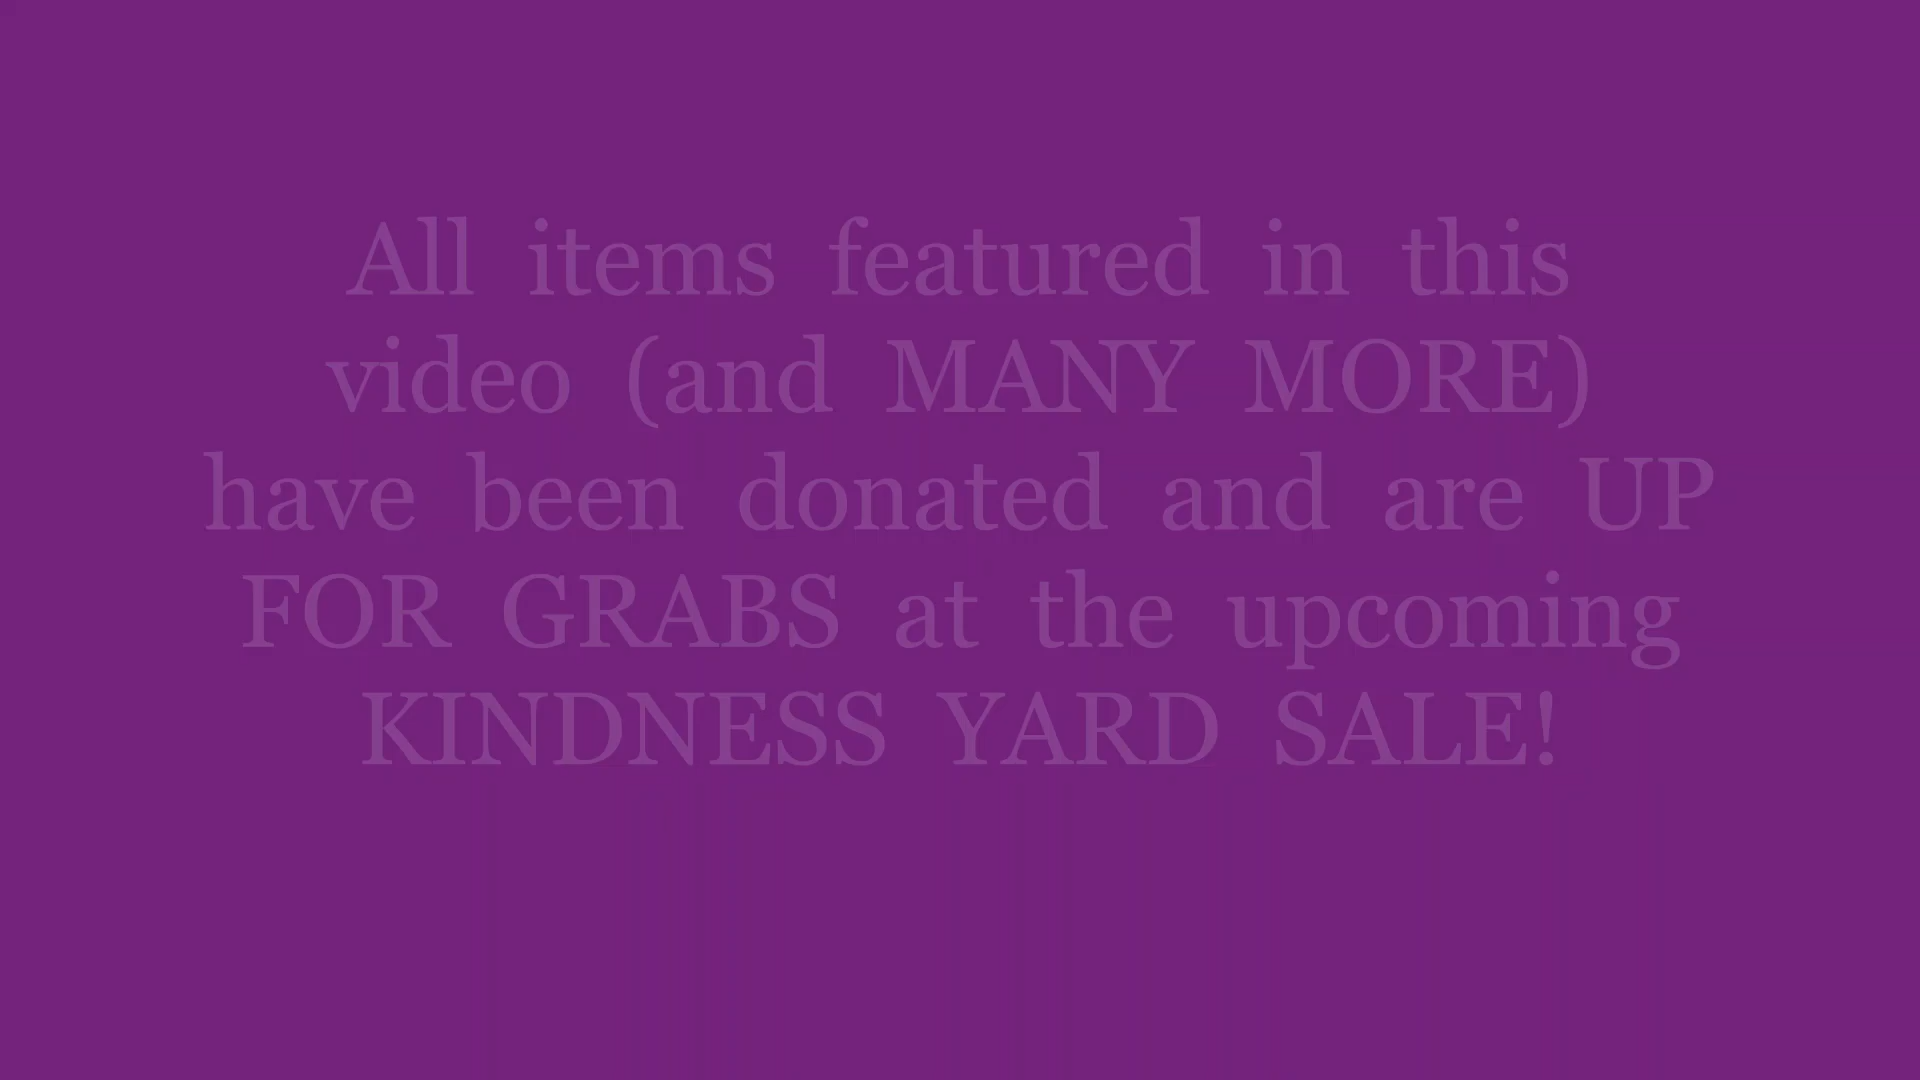 All items featured in this
video (and MANY MORE)
have been donated and are UP
FOR GRABS at the upcoming
KINDNESS YARD SALE!